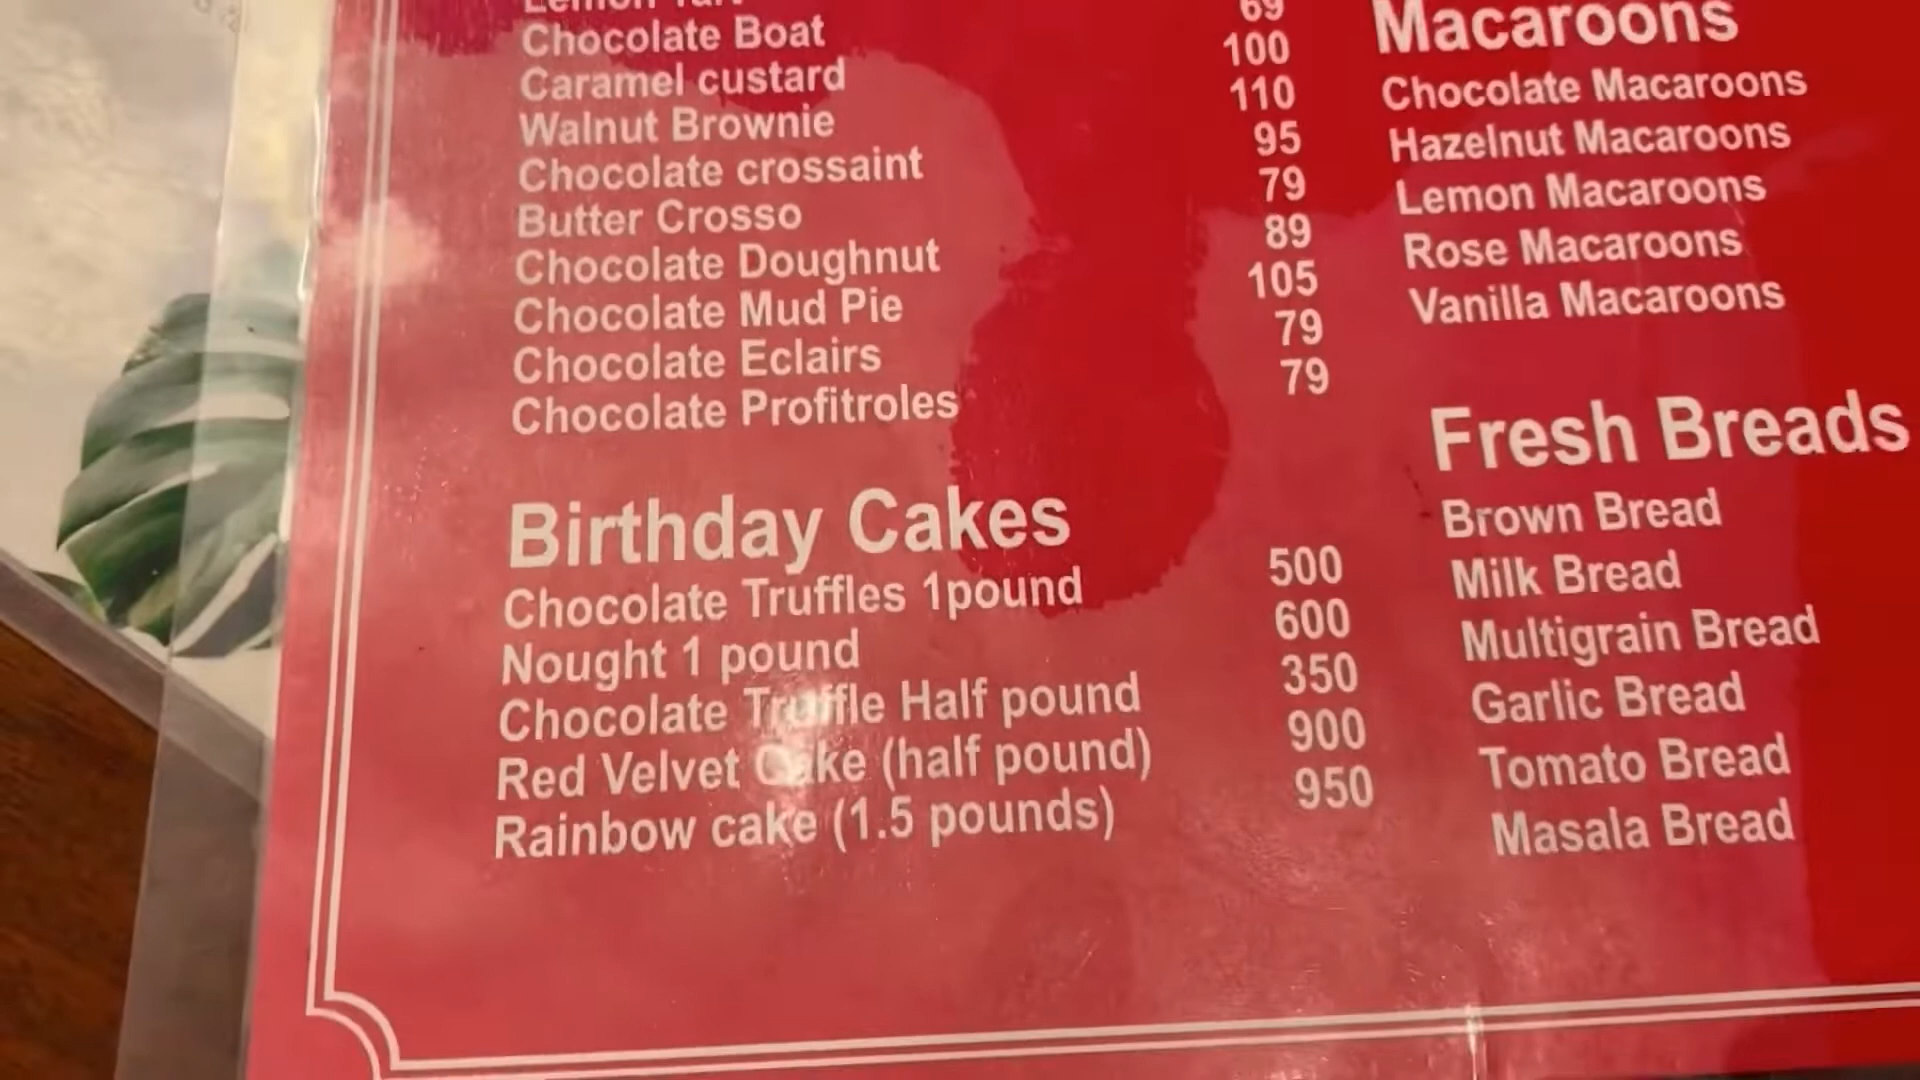 Lemon Tart
Chocolate Boat
Caramel custard
Walnut Brownie
Chocolate crossaint
Butter Crosso
Chocolate Doughnut
Chocolate Mud Pie
Chocolate Eclairs
Chocolate Profitroles
69
100
110
95
79
89
105
79
79
Birthday Cakes
Chocolate Truffles 1pound 500
Nought 1 pound 600
Chocolate Truffle Half pound 350
Red Velvet Cake (half pound) 900
Rainbow cake (1.5 pounds) 950
Macaroons
Chocolate Macaroons
Hazelnut Macaroons
Lemon Macaroons
Rose Macaroons
Vanilla Macaroons
Fresh Breads
Brown Bread
Milk Bread
Multigrain Bread
Garlic Bread
Tomato Bread
Masala Bread